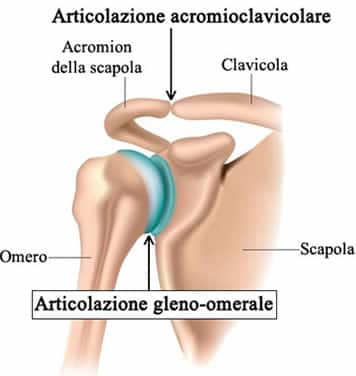 Articolazione acromioclavicolare
Acromion
della scapola
Clavicola
Omero
Scapola
Articolazione gleno-omerale